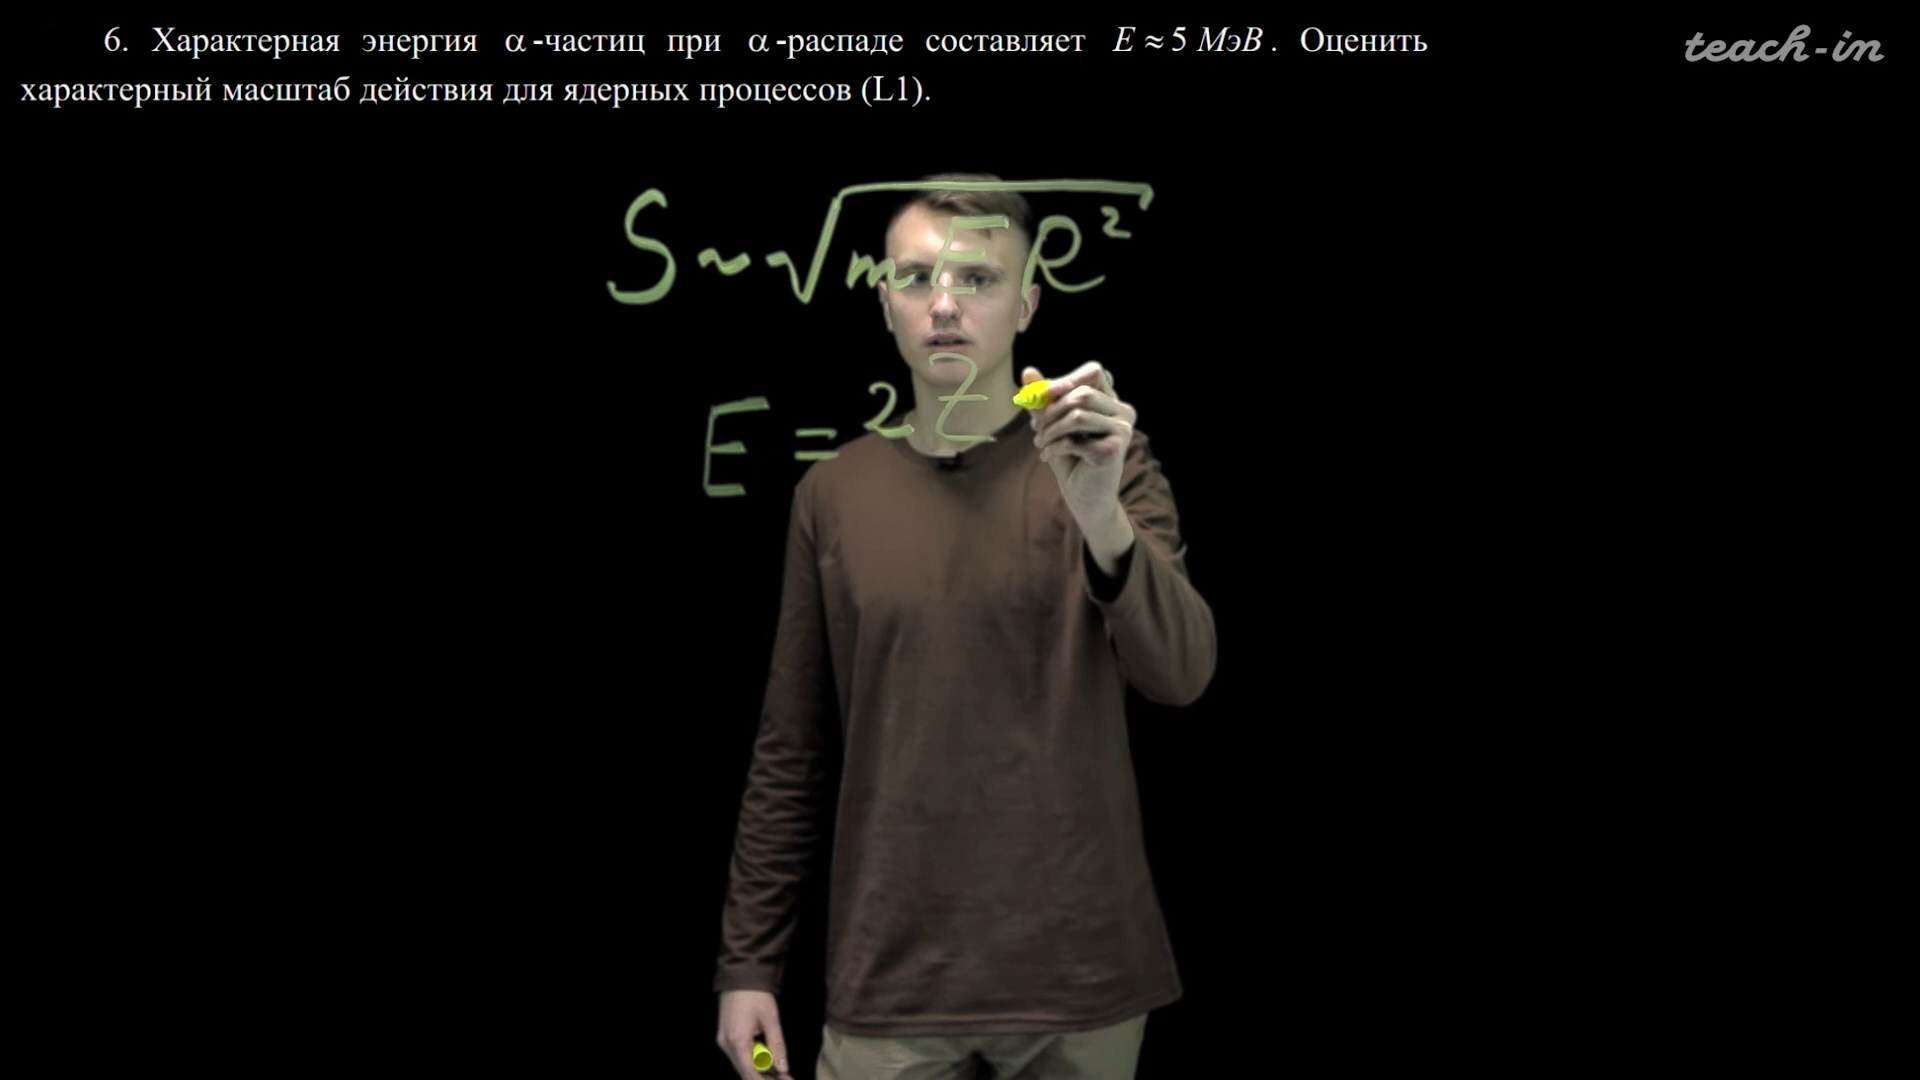 6. Характерная энергия α-частиц при α-распаде составляет E ≈ 5 МэВ. Оценить
характерный масштаб действия для ядерных процессов (L1).
teach-in
S ~ √mER²
E = 2Z